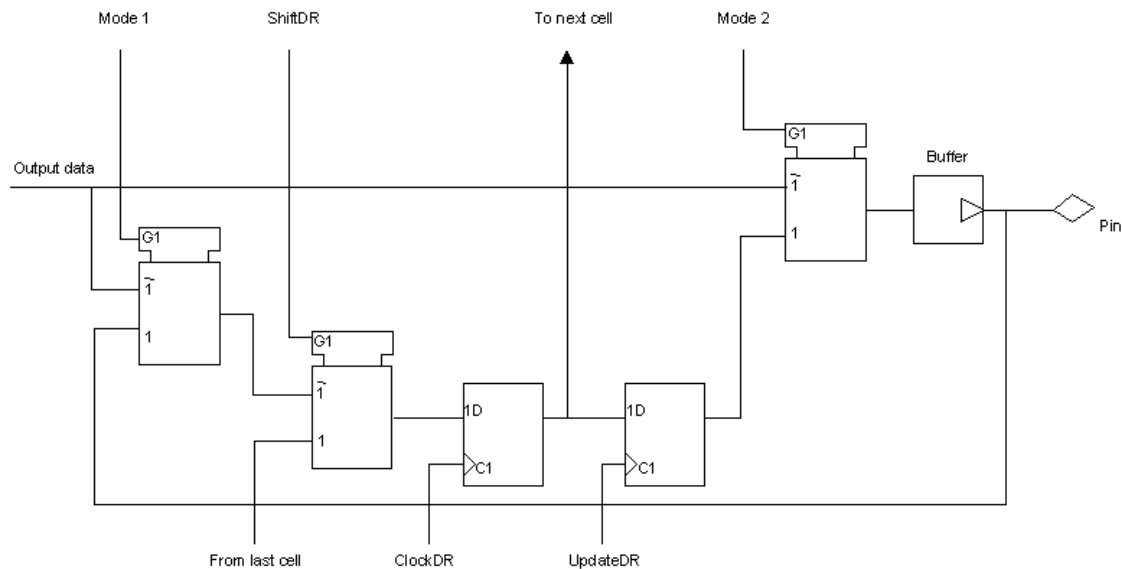 Mode 1
ShiftDR
To next cell
Mode 2
G1
Output data
Buffer
1
1
Pin
G1
1
1
G1
1
1
1D
C1
1D
C1
From last cell
ClockDR
UpdateDR